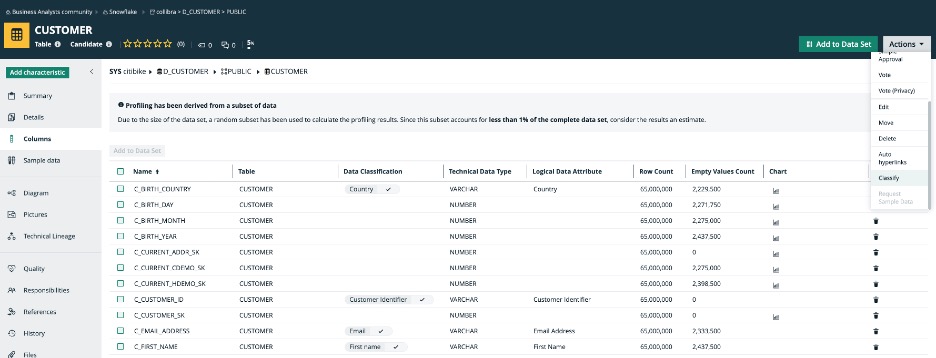 Business Analysts community > Snowflake > collibra > D_CUSTOMER > PUBLIC
CUSTOMER
Table Candidate (0) 0 0
Add to Data Set
Actions
Approval
Vote
Vote (Privacy)
Edit
Move
Delete
Auto
hyperlinks
Classify
Request
Sample Data
Add characteristic
Summary
Details
Columns
Sample data
Diagram
Pictures
Technical Lineage
Quality
Responsibilities
References
History
Files
SYS citibike D_CUSTOMER PUBLIC CUSTOMER
Profiling has been derived from a subset of data
Due to the size of the data set, a random subset has been used to calculate the profiling results. Since this subset accounts for less than 1% of the complete data set, consider the results an estimate.
Add to Data Set
Name Table Data Classification Technical Data Type Logical Data Attribute Row Count Empty Values Count Chart
C_BIRTH_COUNTRY CUSTOMER Country VARCHAR Country 65,000,000 2,229,500
C_BIRTH_DAY CUSTOMER NUMBER 65,000,000 2,271,750
C_BIRTH_MONTH CUSTOMER NUMBER 65,000,000 2,275,000
C_BIRTH_YEAR CUSTOMER NUMBER 65,000,000 2,437,500
C_CURRENT_ADDR_SK CUSTOMER NUMBER 65,000,000 0
C_CURRENT_CDEMO_SK CUSTOMER NUMBER 65,000,000 2,275,000
C_CURRENT_HDEMO_SK CUSTOMER NUMBER 65,000,000 2,398,500
C_CUSTOMER_ID CUSTOMER Customer Identifier VARCHAR Customer Identifier 65,000,000 0
C_CUSTOMER_SK CUSTOMER NUMBER 65,000,000 0
C_EMAIL_ADDRESS CUSTOMER Email VARCHAR Email Address 65,000,000 2,333,500
C_FIRST_NAME CUSTOMER First name VARCHAR First Name 65,000,000 2,437,500